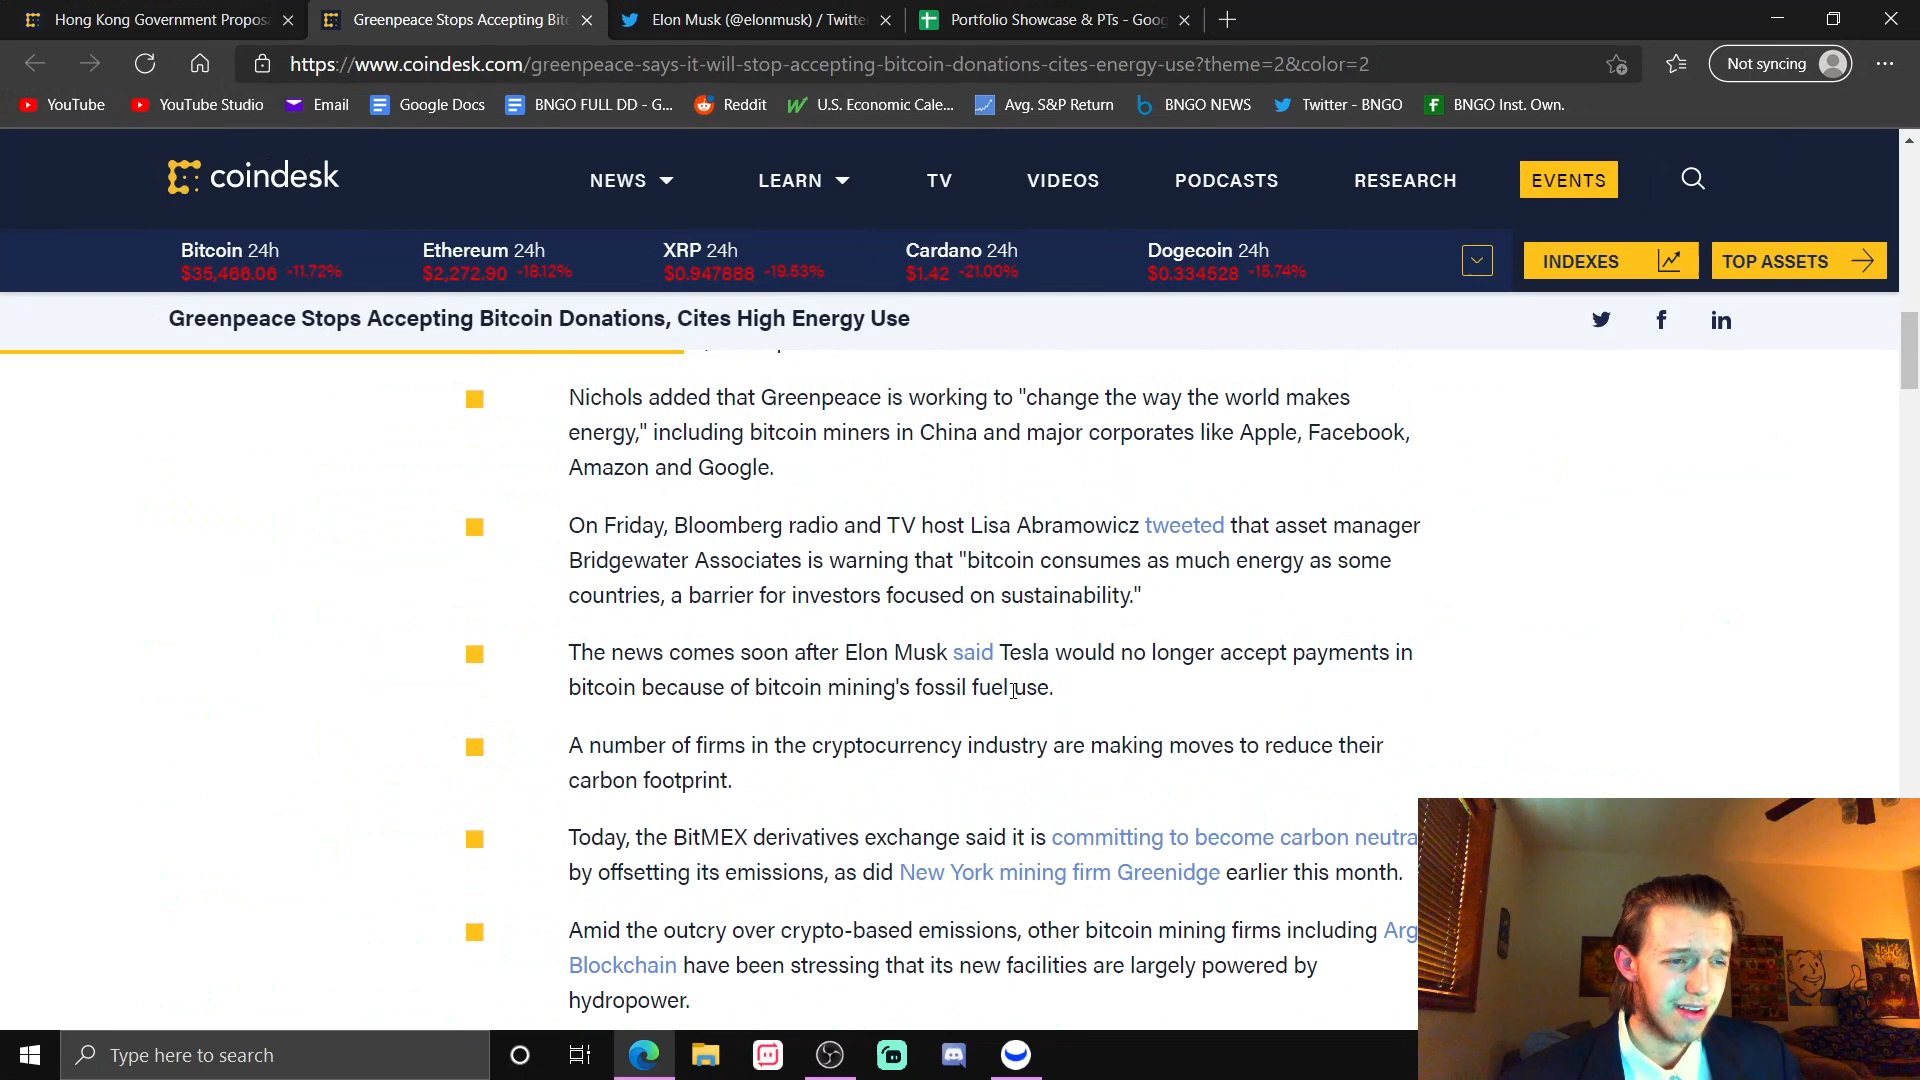 Hong Kong Government Propos
Greenpeace Stops Accepting Bit
Elon Musk (@elonmusk) / Twitte
Portfolio Showcase & PTs - Goog
https://www.coindesk.com/greenpeace-says-it-will-stop-accepting-bitcoin-donations-cites-energy-use?theme=2&color=2
Not syncing
YouTube
YouTube Studio
Email
Google Docs
BNGO FULL DD - G...
Reddit
U.S. Economic Cale...
Avg. S&P Return
BNGO NEWS
Twitter - BNGO
BNGO Inst. Own.
coindesk
NEWS
LEARN
TV
VIDEOS
PODCASTS
RESEARCH
EVENTS
Bitcoin 24h
$35,466.06 -11.72%
Ethereum 24h
$2,272.90 -18.12%
XRP 24h
$0.947888 -19.53%
Cardano 24h
$1.42 -21.00%
Dogecoin 24h
$0.334528 -15.74%
INDEXES
TOP ASSETS
Greenpeace Stops Accepting Bitcoin Donations, Cites High Energy Use
Nichols added that Greenpeace is working to "change the way the world makes
energy," including bitcoin miners in China and major corporates like Apple, Facebook,
Amazon and Google.
On Friday, Bloomberg radio and TV host Lisa Abramowicz tweeted that asset manager
Bridgewater Associates is warning that "bitcoin consumes as much energy as some
countries, a barrier for investors focused on sustainability."
The news comes soon after Elon Musk said Tesla would no longer accept payments in
bitcoin because of bitcoin mining's fossil fuel use.
A number of firms in the cryptocurrency industry are making moves to reduce their
carbon footprint.
Today, the BitMEX derivatives exchange said it is committing to become carbon neutra
by offsetting its emissions, as did New York mining firm Greenidge earlier this month.
Amid the outcry over crypto-based emissions, other bitcoin mining firms including Arg
Blockchain have been stressing that its new facilities are largely powered by
hydropower.
Type here to search